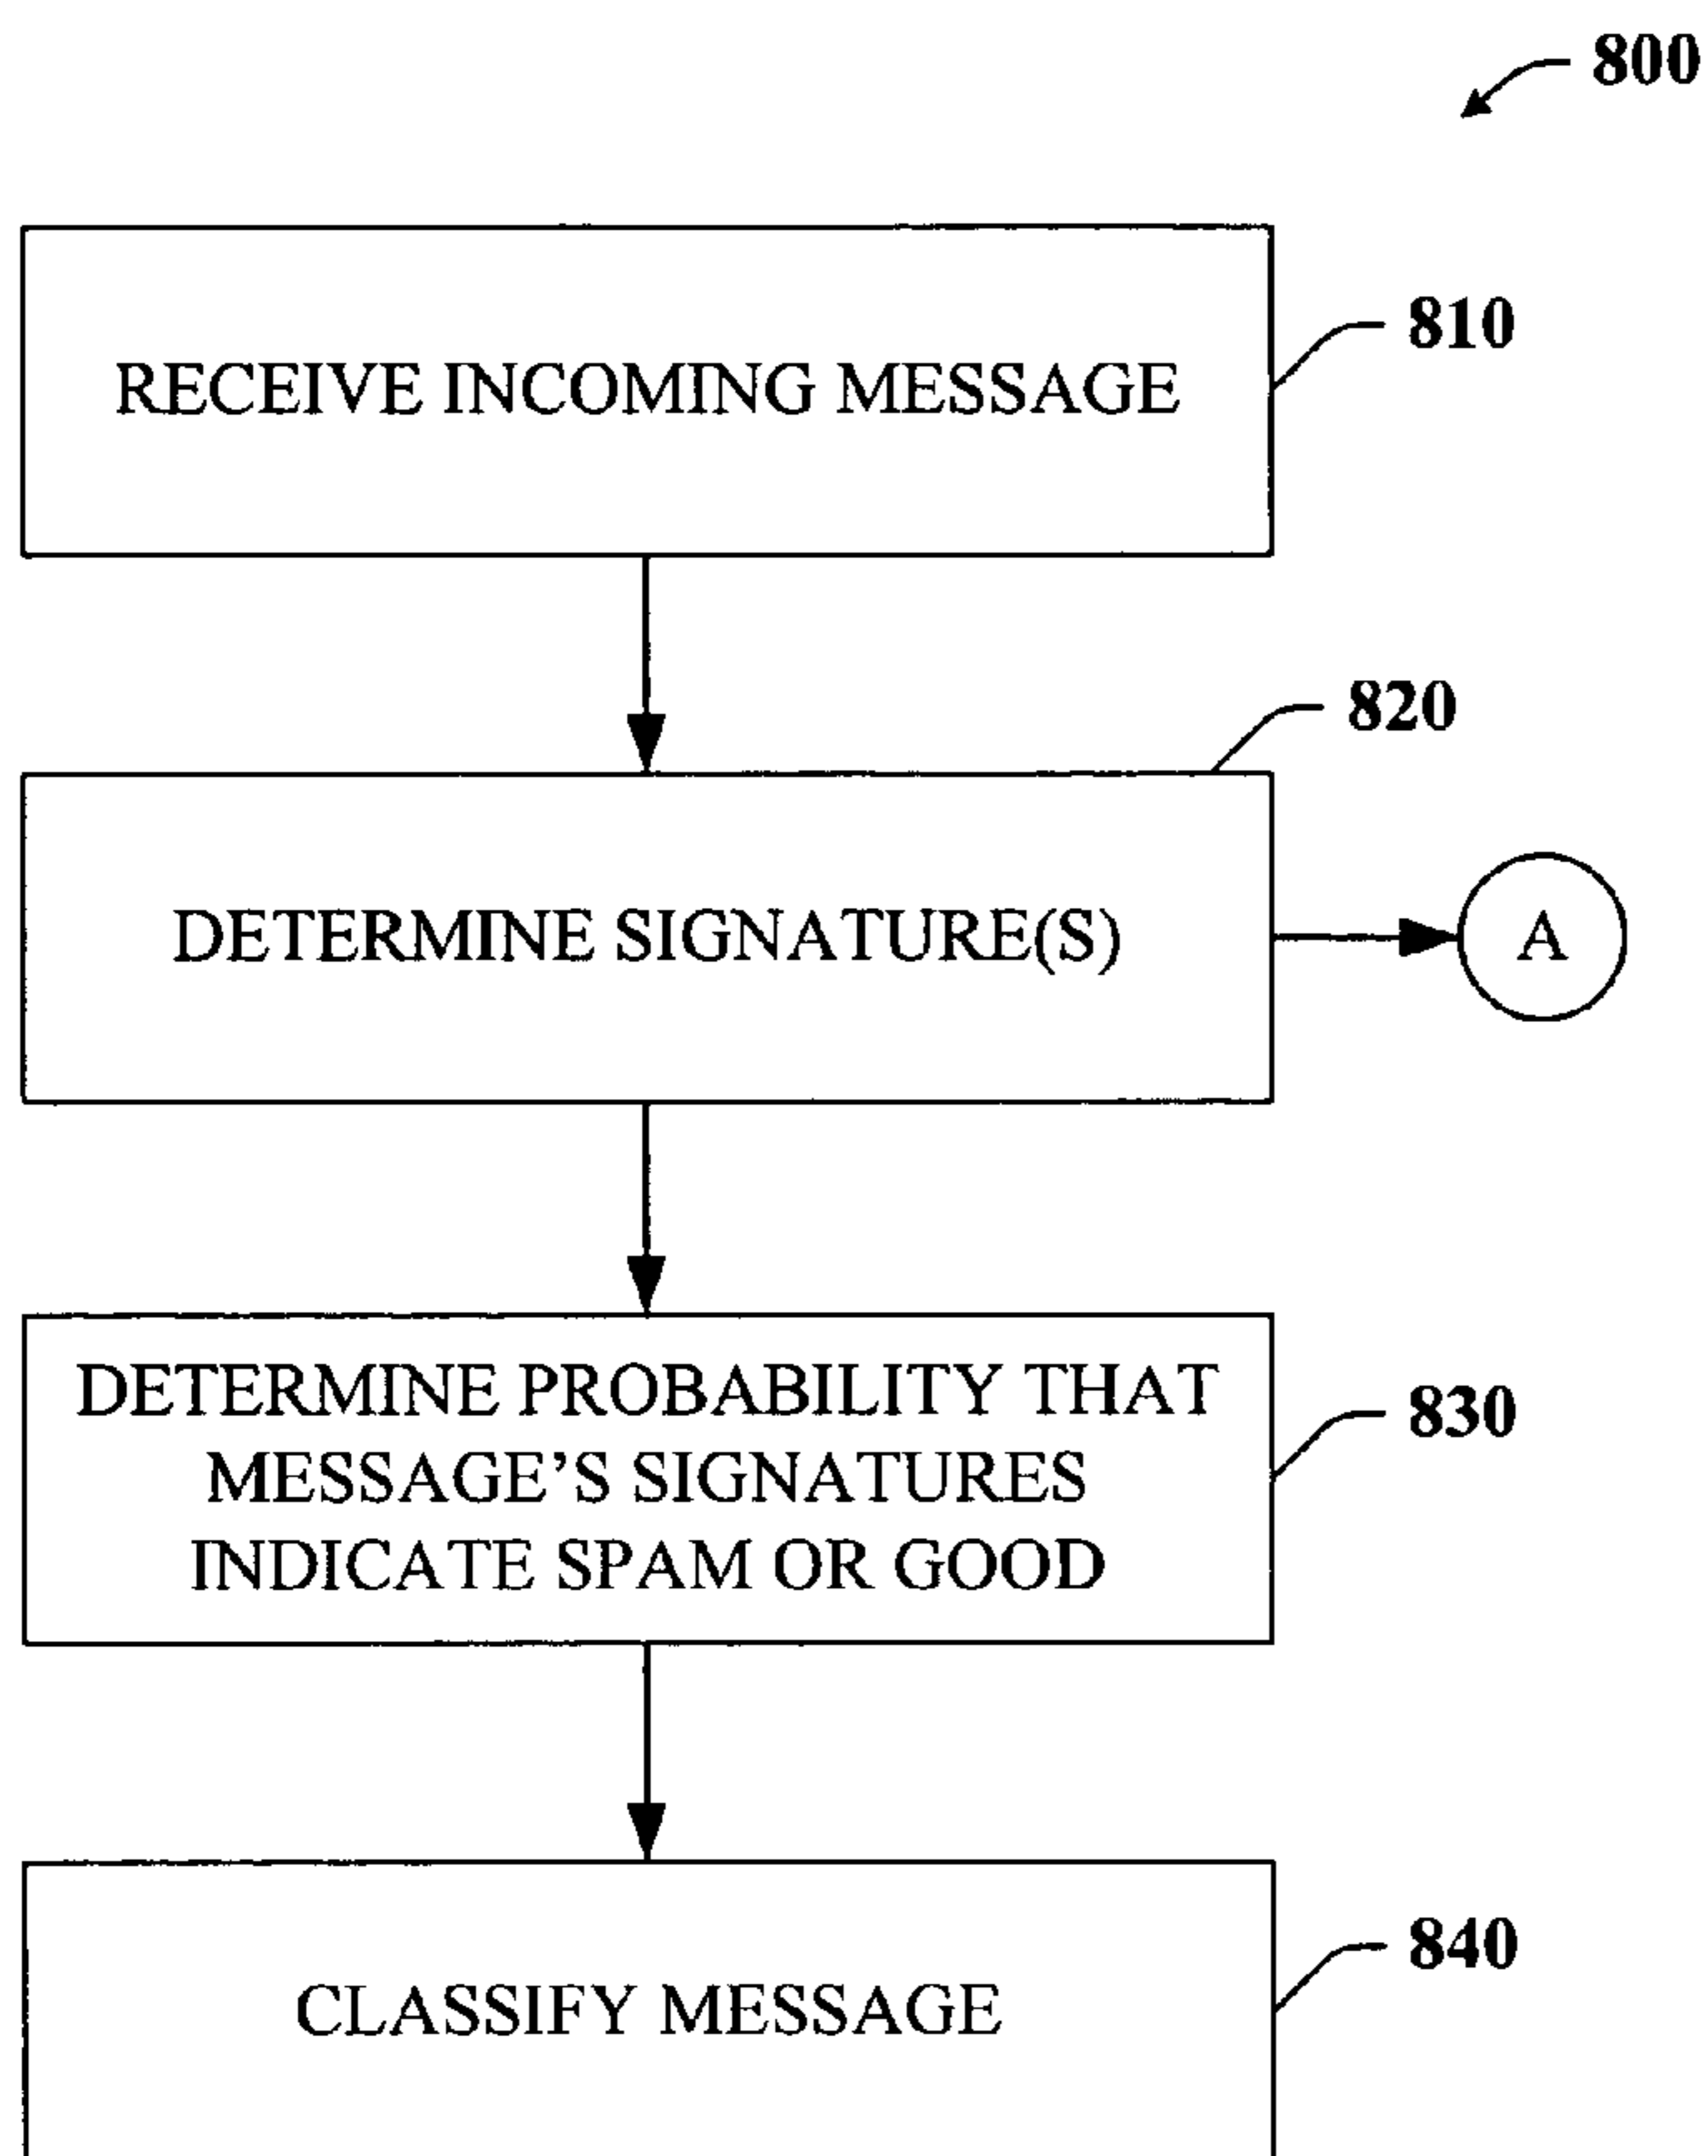 800
RECEIVE INCOMING MESSAGE
810
820
DETERMINE SIGNATURE(S)
A
DETERMINE PROBABILITY THAT
MESSAGE’S SIGNATURES
INDICATE SPAM OR GOOD
830
CLASSIFY MESSAGE
840